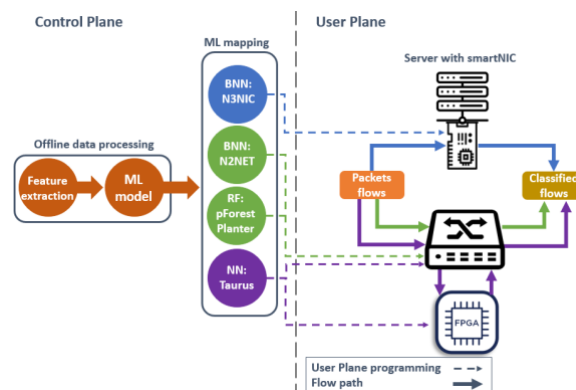 Control Plane
User Plane
ML mapping
Server with smartNIC
BNN:
N3NIC
Offline data processing
BNN:
N2NET
Feature
extraction
ML
model
Packets
flows
Classified
flows
RF:
pForest
Planter
NN:
Taurus
FPGA
User Plane programming
Flow path